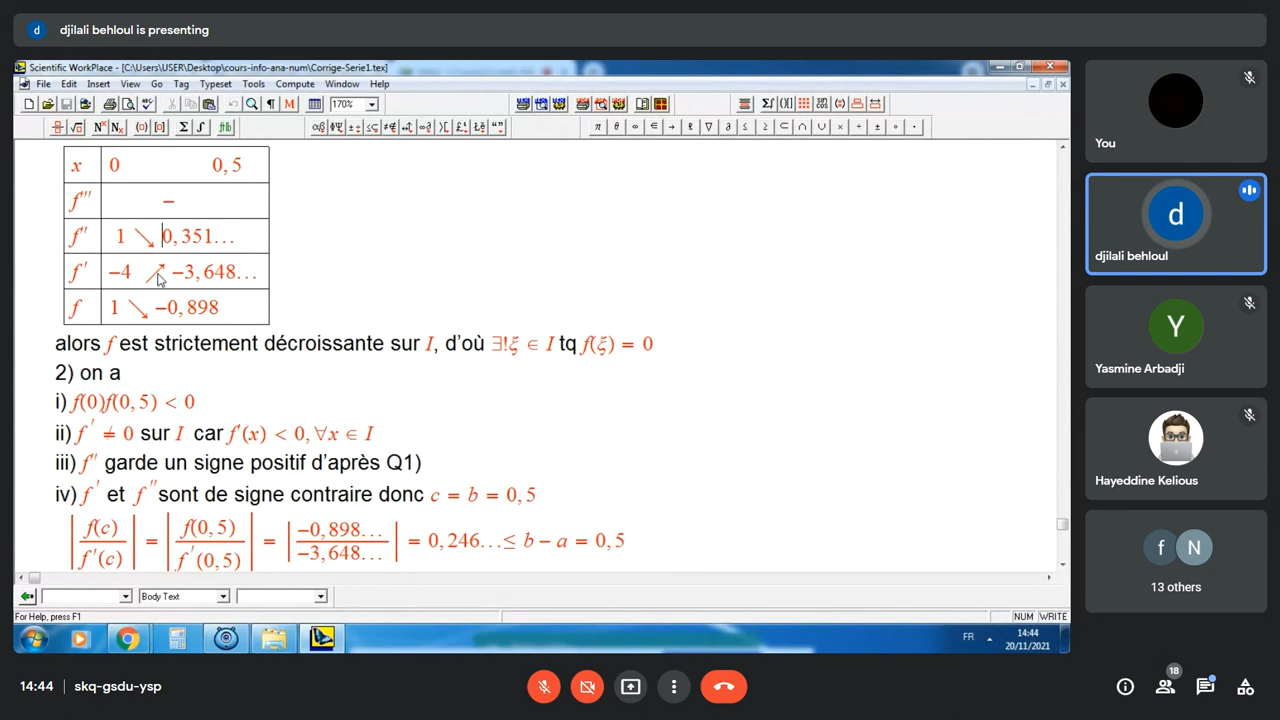 d djilali behloul is presenting
Scientific WorkPlace - [C:\Users\USER\Desktop\cours-info-ana-num\Corrige-Serie1.tex]
File Edit Insert View Go Tag Typeset Tools Compute Window Help
170%
x 0 0,5
f''' −
f'' 1 ↘ 0,351...
f' −4 ↗ −3,648...
f 1 ↘ −0,898
alors f est strictement décroissante sur I, d'où ∃!ξ ∈ I tq f(ξ) = 0
2) on a
i) f(0)f(0,5) < 0
ii) f' ≠ 0 sur I car f'(x) < 0, ∀x ∈ I
iii) f'' garde un signe positif d'après Q1)
iv) f' et f'' sont de signe contraire donc c = b = 0,5
|f(c)/f'(c)| = |f(0,5)/f'(0,5)| = |−0,898.../−3,648...| = 0,246...≤ b − a = 0,5
Body Text
For Help, press F1
NUM WRITE
FR
14:44
20/11/2021
You
d
djilali behloul
Y
Yasmine Arbadji
Hayeddine Kelious
f N
13 others
14:44 skq-gsdu-ysp
18